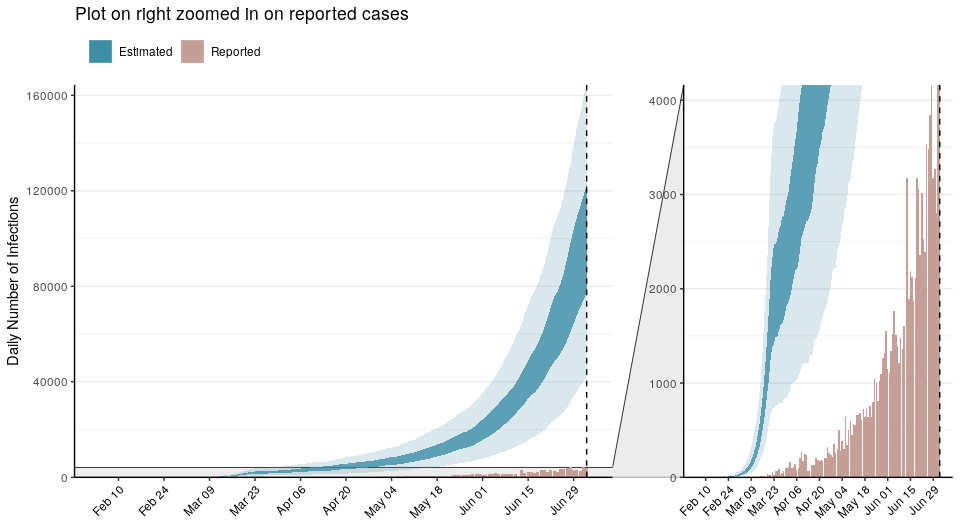 Plot on right zoomed in on reported cases
Estimated Reported
Daily Number of Infections
160000
120000
80000
40000
0
Feb 10 Feb 24 Mar 09 Mar 23 Apr 06 Apr 20 May 04 May 18 Jun 01 Jun 15 Jun 29
4000
3000
2000
1000
0
Feb 10 Feb 24 Mar 09 Mar 23 Apr 06 Apr 20 May 04 May 18 Jun 01 Jun 15 Jun 29